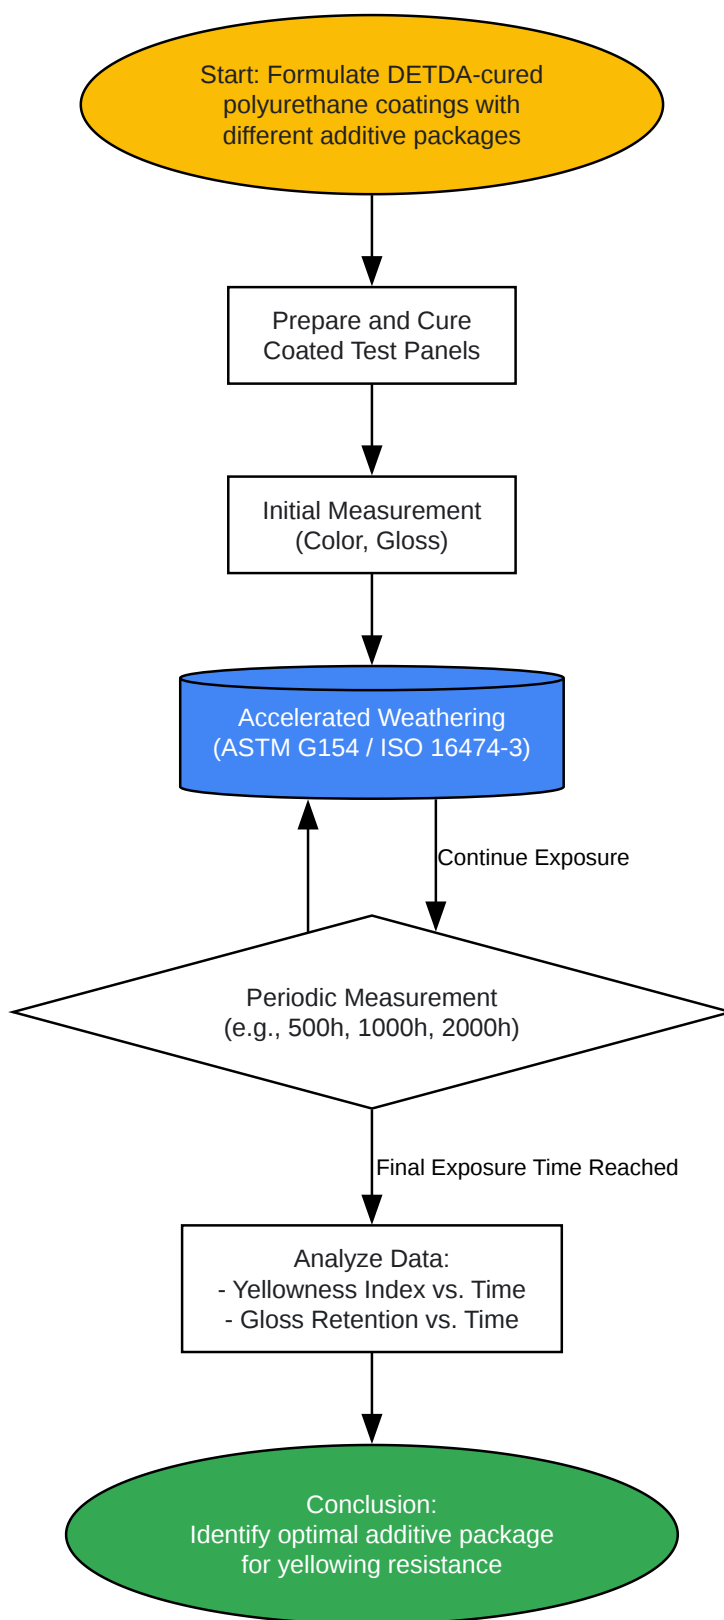 Start: Formulate DETDA-cured
polyurethane coatings with
different additive packages
Prepare and Cure
Coated Test Panels
Initial Measurement
(Color, Gloss)
Accelerated Weathering
(ASTM G154 / ISO 16474-3)
Continue Exposure
Periodic Measurement
(e.g., 500h, 1000h, 2000h)
Final Exposure Time Reached
Analyze Data:
- Yellowness Index vs. Time
- Gloss Retention vs. Time
Conclusion:
Identify optimal additive package
for yellowing resistance